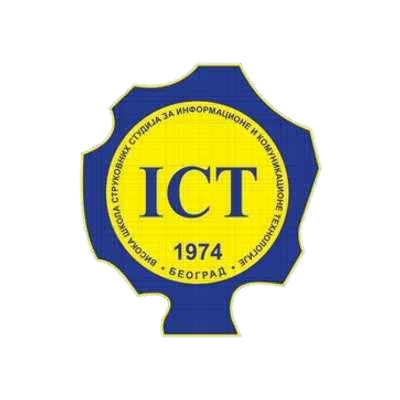 ВИСОКА ШКОЛА СТРУКОВНИХ СТУДИЈА ЗА ИНФОРМАЦИОНЕ И КОМУНИКАЦИОНЕ ТЕХНОЛОГИЈЕ
ICT
1974
• БЕОГРАД •